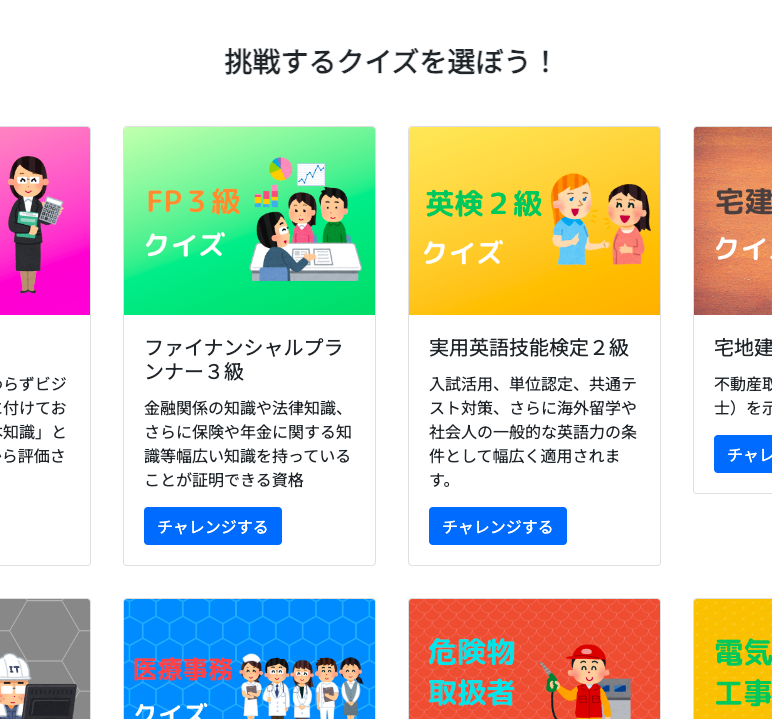 挑戦するクイズを選ぼう！
FP３級
クイズ
英検２級
クイズ
宅建
クイ
らずビジ
に付けてお
知識」と
ら評価さ
ファイナンシャルプラ
ンナー３級
金融関係の知識や法律知識、
さらに保険や年金に関する知
識等幅広い知識を持っている
ことが証明できる資格
チャレンジする
実用英語技能検定２級
入試活用、単位認定、共通テ
スト対策、さらに海外留学や
社会人の一般的な英語力の条
件として幅広く適用されま
す。
チャレンジする
宅地建
不動産取
士）を示
チャレ
IT
医療事務
クイズ
危険物
取扱者
電気
工事